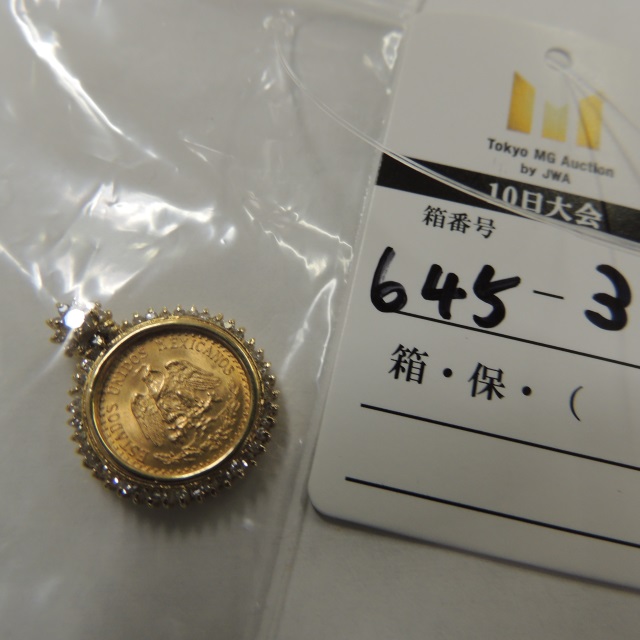 Tokyo MG Auction
by JWA
10日大会
箱番号
645-3
箱・保・(
ESTADOS UNIDOS MEXICANOS